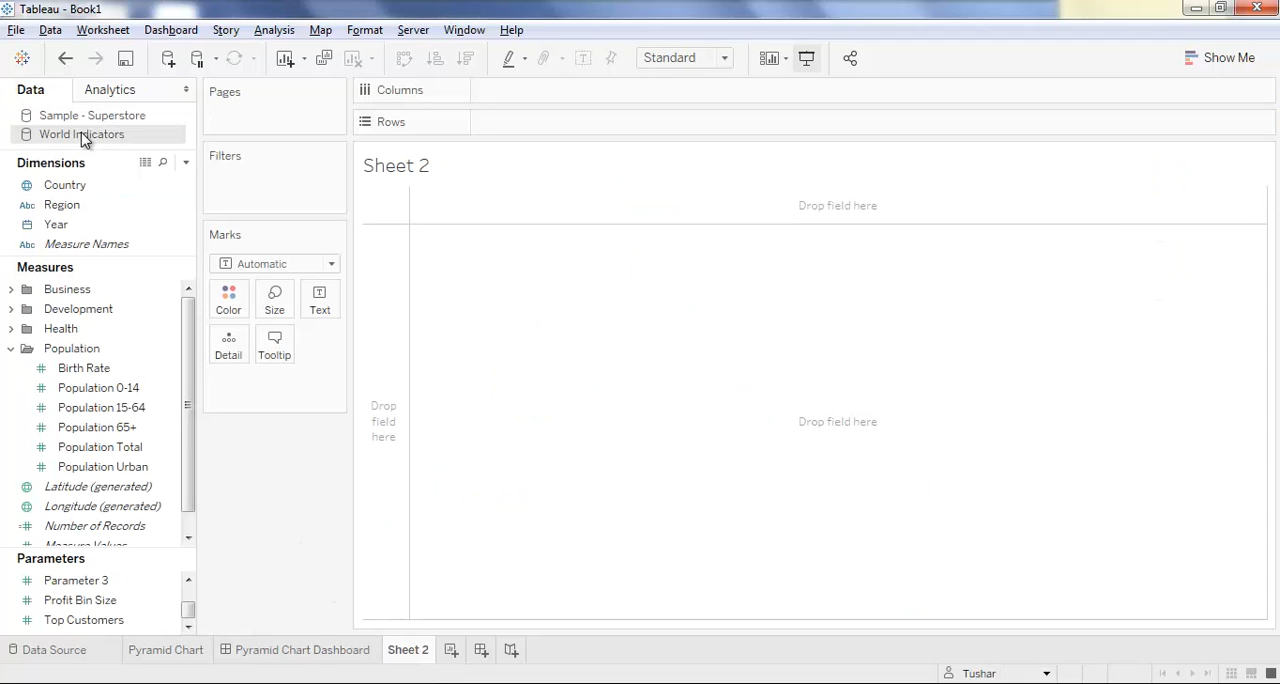 Tableau - Book1
File Data Worksheet Dashboard Story Analysis Map Format Server Window Help
Standard
Show Me
Data Analytics
Sample - Superstore
World Indicators
Dimensions
Country
Abc Region
Year
Abc Measure Names
Measures
Business
Development
Health
Population
Birth Rate
Population 0-14
Population 15-64
Population 65+
Population Total
Population Urban
Latitude (generated)
Longitude (generated)
Number of Records
Measure Values
Parameters
Parameter 3
Profit Bin Size
Top Customers
Pages
Filters
Marks
Automatic
Color Size Text
Detail Tooltip
Columns
Rows
Sheet 2
Drop field here
Drop
field
here
Drop field here
Data Source Pyramid Chart Pyramid Chart Dashboard Sheet 2
Tushar